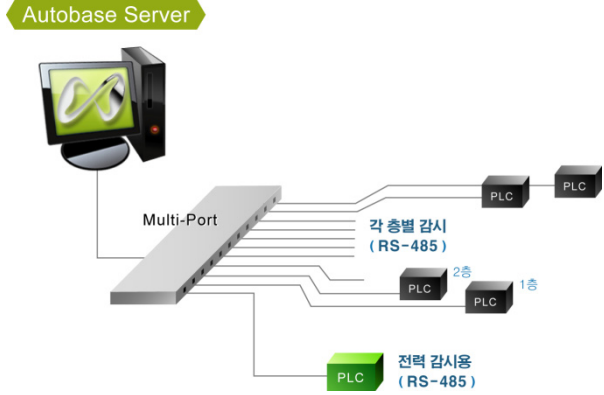 Autobase Server
PLC
PLC
Multi-Port
각 층별 감시
(RS-485)
2층
PLC
1층
PLC
전력 감시용
PLC
(RS-485)